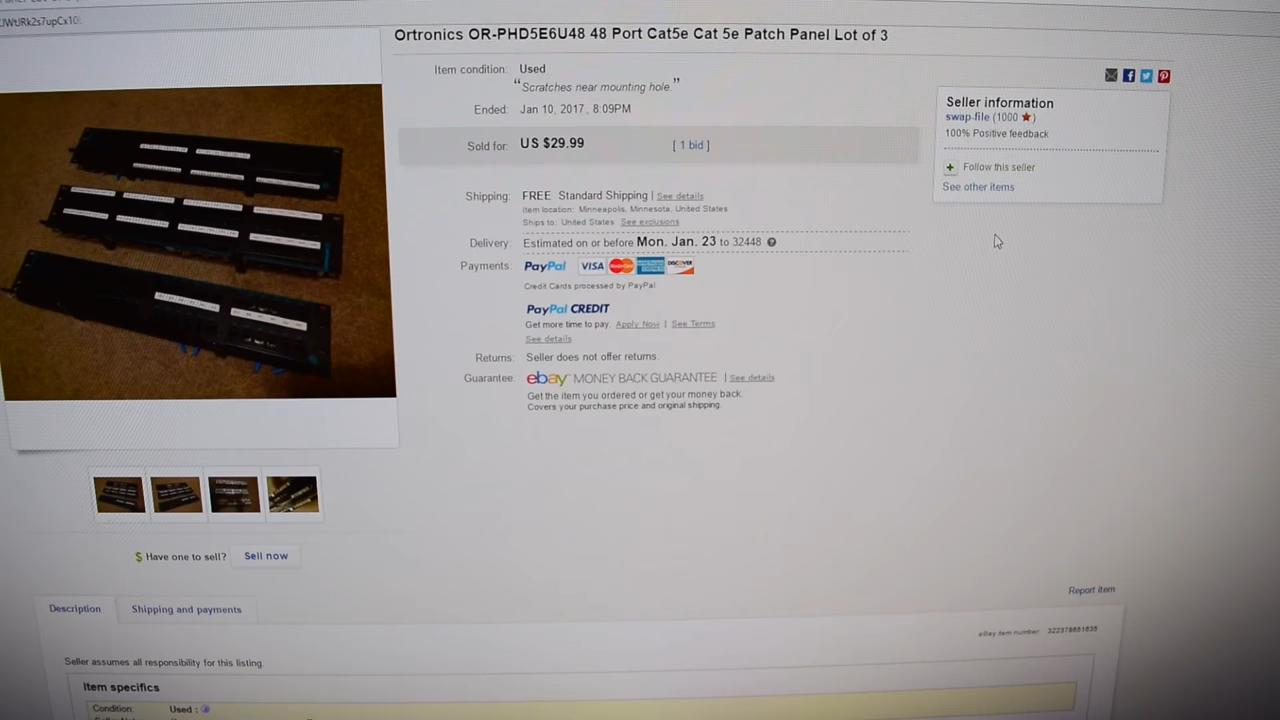 Ortronics OR-PHD5E6U48 48 Port Cat5e Cat 5e Patch Panel Lot of 3
Item condition: Used
"Scratches near mounting hole."
Ended: Jan 10, 2017 , 8:09PM
Sold for: US $29.99 [ 1 bid ]
Shipping: FREE Standard Shipping | See details
Item location: Minneapolis, Minnesota, United States
Ships to: United States See exclusions
Delivery: Estimated on or before Mon. Jan. 23 to 32448
Payments: PayPal VISA MasterCard DISCOVER
Credit Cards processed by PayPal
PayPal CREDIT
Get more time to pay. Apply Now | See Terms
See details
Returns: Seller does not offer returns.
Guarantee: ebay MONEY BACK GUARANTEE | See details
Get the item you ordered or get your money back.
Covers your purchase price and original shipping.
Seller information
swap-file (1000 ★)
100% Positive feedback
+ Follow this seller
See other items
$ Have one to sell? Sell now
Report item
Description Shipping and payments
eBay item number:
Seller assumes all responsibility for this listing.
Item specifics
Condition: Used :